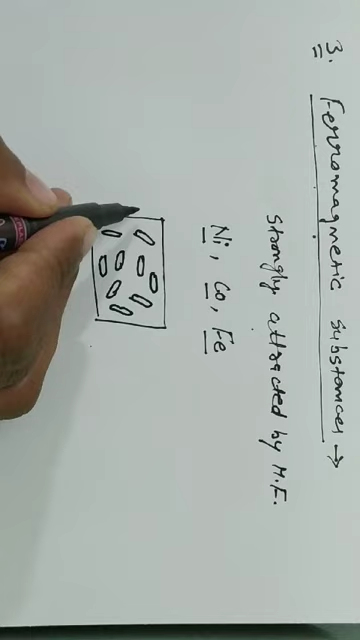 3. Ferromagnetic substances →
Strongly attracted by M.F.
Ni, Co, Fe